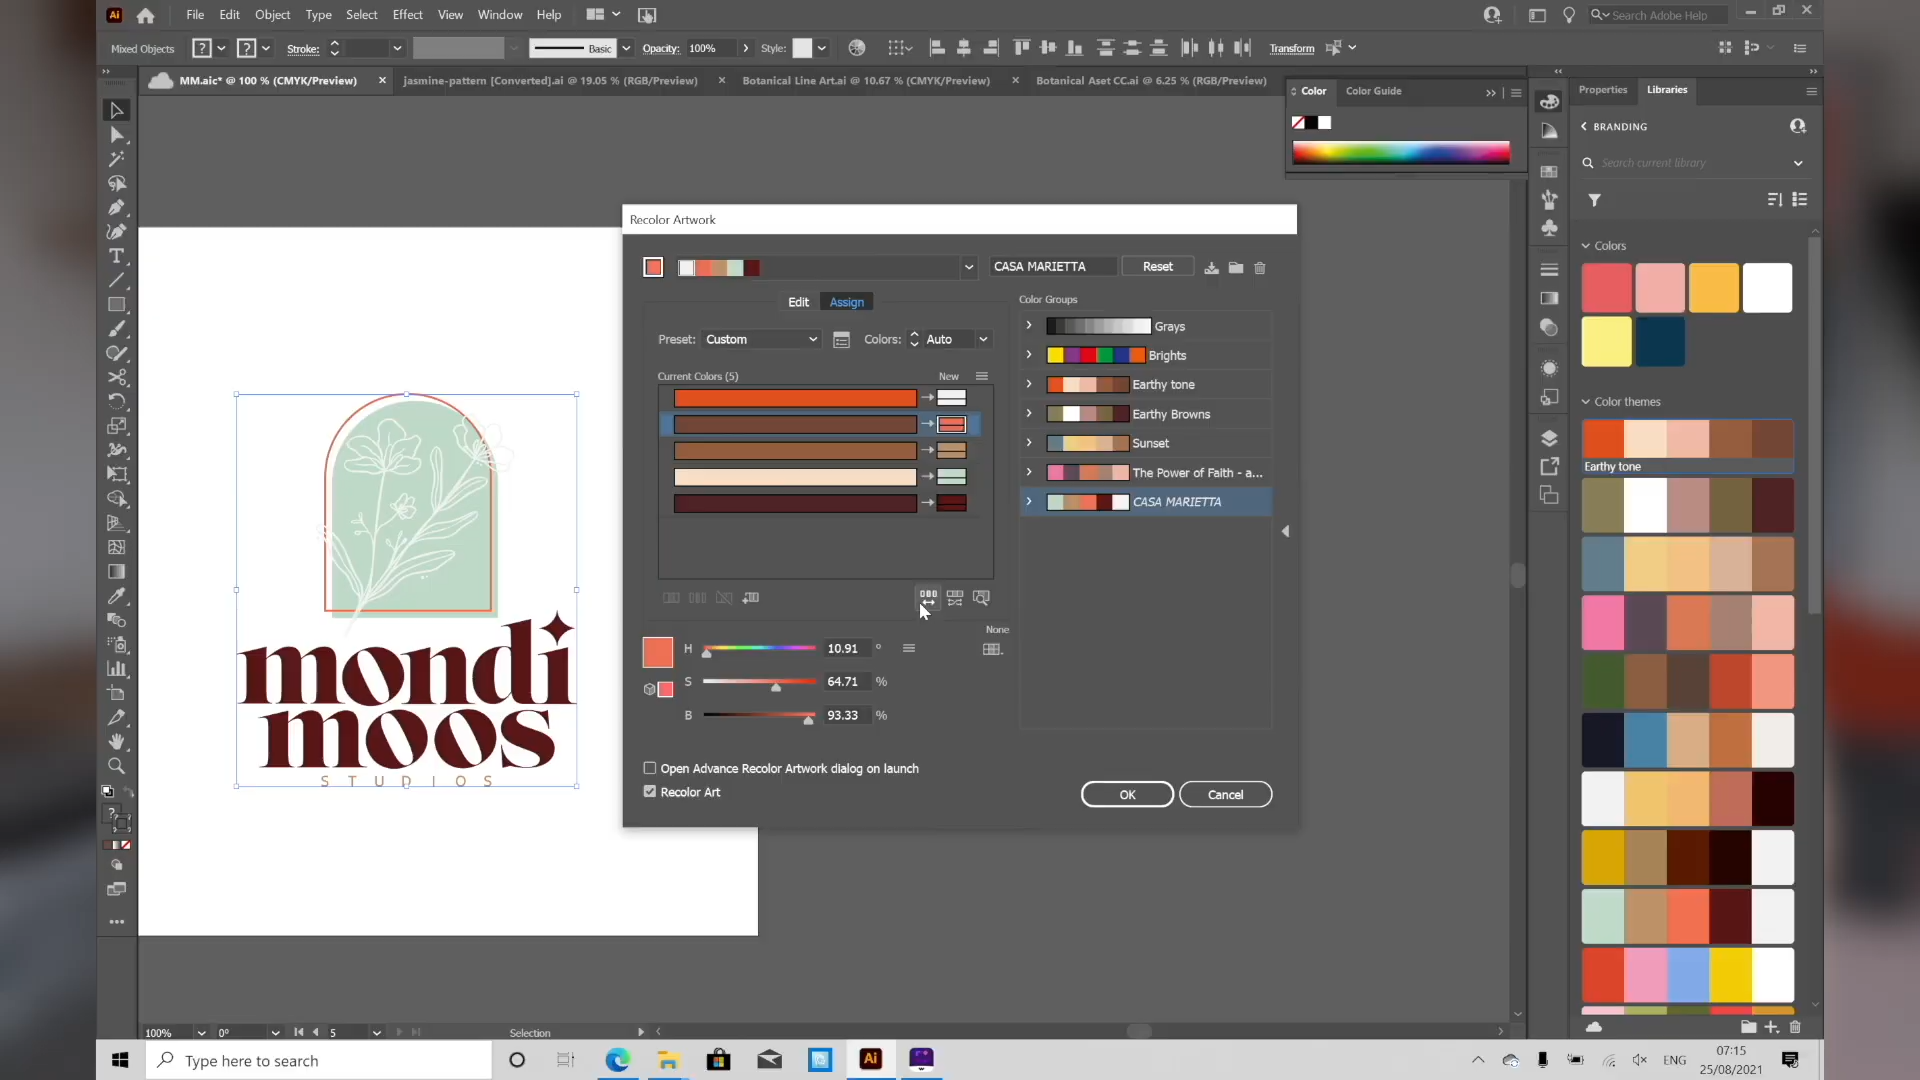 Ai File Edit Object Type Select Effect View Window Help Search Adobe Help
Mixed Objects ? ? Stroke: Basic Opacity: 100% Style: Transform
MM.aic* @ 100 % (CMYK/Preview) jasmine-pattern [Converted].ai @ 19.05 % (RGB/Preview) Botanical Line Art.ai @ 10.67 % (CMYK/Preview) Botanical Aset CC.ai @ 6.25 % (RGB/Preview)
Color Color Guide
Properties Libraries
BRANDING
Search current library
Colors
Color themes
Earthy tone
Recolor Artwork
CASA MARIETTA Reset
Edit Assign
Color Groups
Preset: Custom Colors: Auto
Current Colors (5) New
Grays
Brights
Earthy tone
Earthy Browns
Sunset
The Power of Faith - a...
CASA MARIETTA
None
H 10.91 °
S 64.71 %
B 93.33 %
Open Advance Recolor Artwork dialog on launch
Recolor Art
OK Cancel
mondi
moos
STUDIOS
100% 0° 5 Selection
Type here to search
Ai
ENG
07:15
25/08/2021